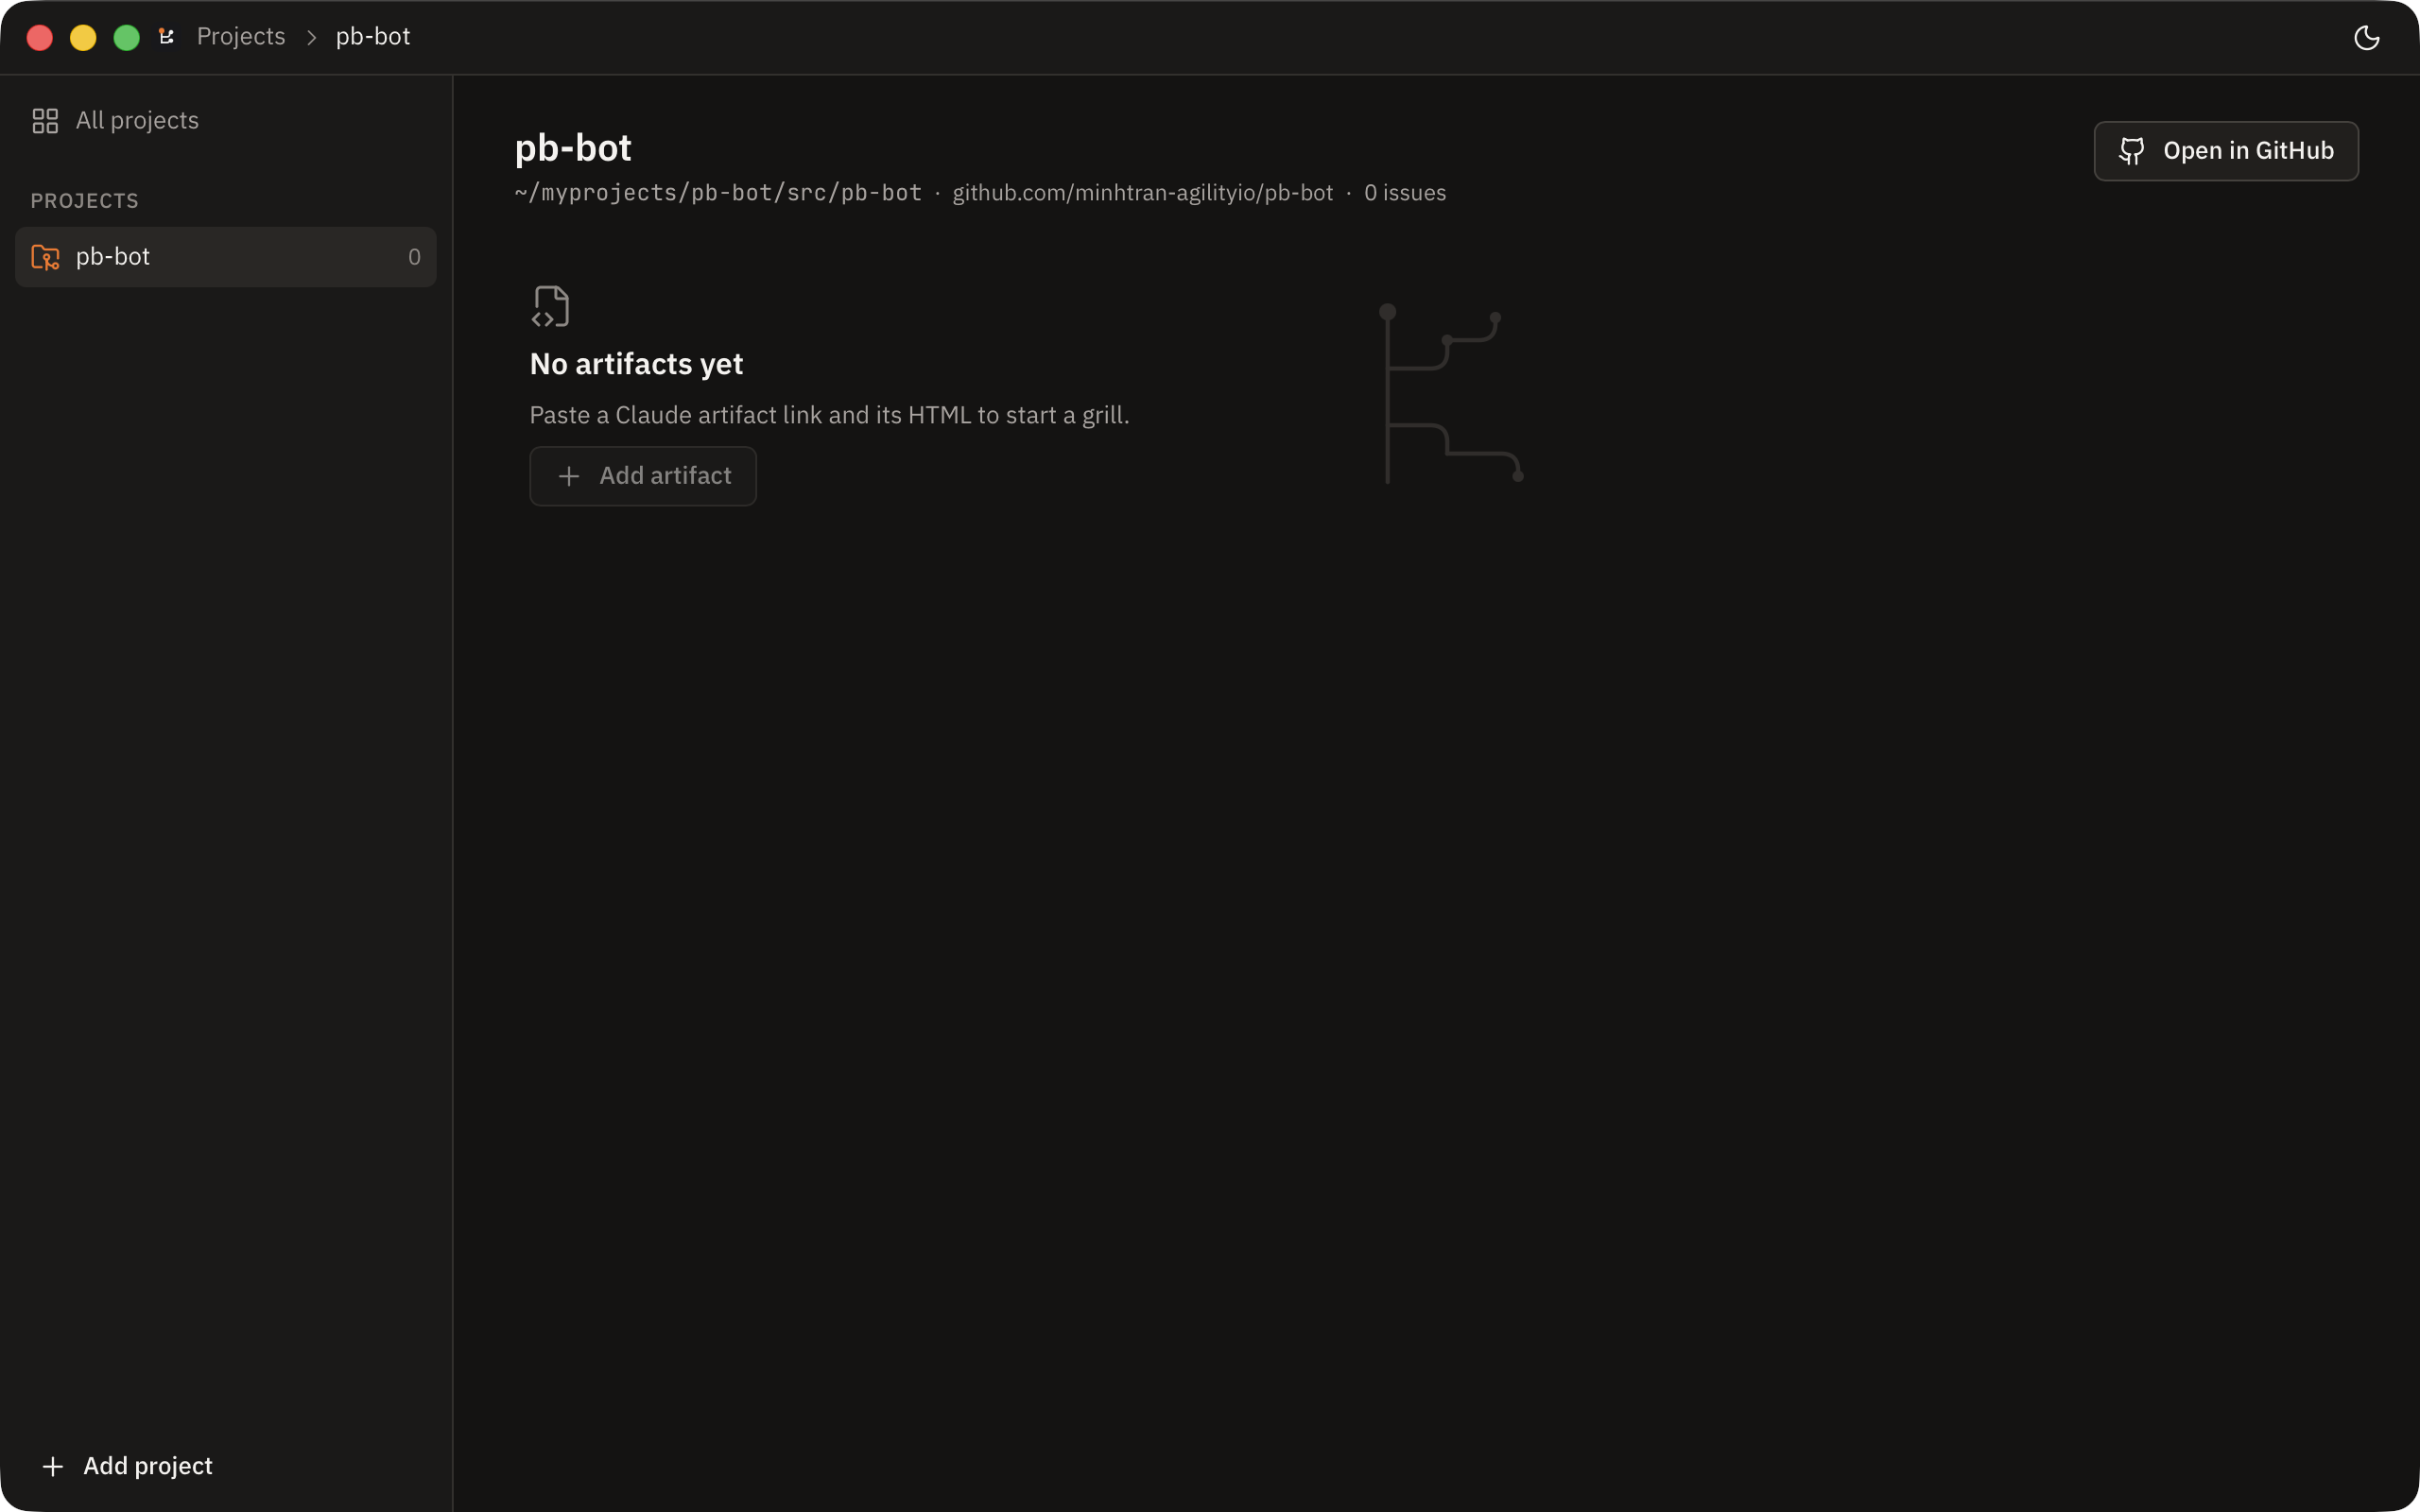 Projects > pb-bot
All projects
PROJECTS
pb-bot 0
Add project
pb-bot
~/myprojects/pb-bot/src/pb-bot · github.com/minhtran-agilityio/pb-bot · 0 issues
Open in GitHub
No artifacts yet
Paste a Claude artifact link and its HTML to start a grill.
Add artifact